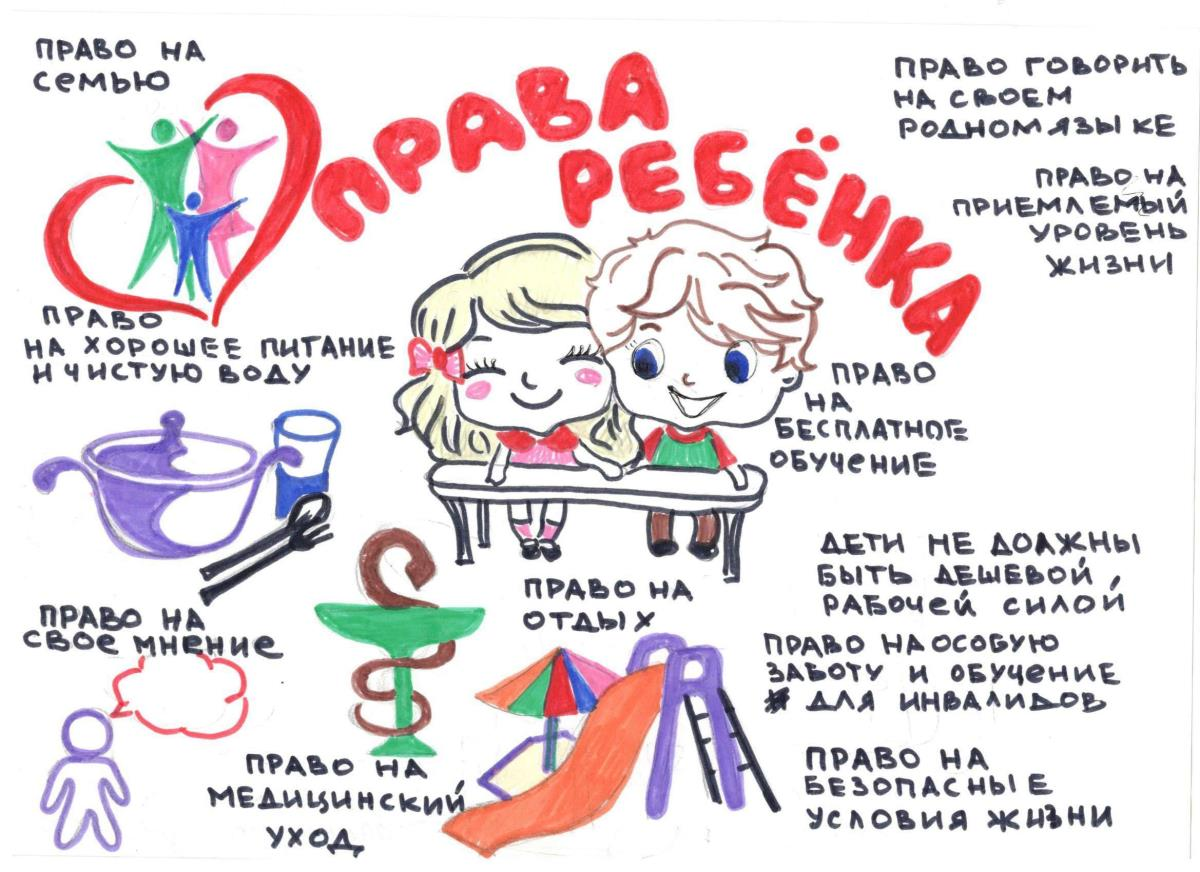 ПРАВА
РЕБЁНКА
ПРАВО НА
СЕМЬЮ
ПРАВО ГОВОРИТЬ
НА СВОЕМ
РОДНОМ ЯЗЫКЕ
ПРАВО НА
ПРИЕМЛЕМЫЙ
УРОВЕНЬ
ЖИЗНИ
ПРАВО
НА ХОРОШЕЕ ПИТАНИЕ
И ЧИСТУЮ ВОДУ
ПРАВО
НА
БЕСПЛАТНОЕ
ОБУЧЕНИЕ
ДЕТИ НЕ ДОЛЖНЫ
БЫТЬ ДЕШЕВОЙ
РАБОЧЕЙ СИЛОЙ
ПРАВО НА
ОТДЫХ
ПРАВО НА
СВОЕ МНЕНИЕ
ПРАВО НА ОСОБУЮ
ЗАБОТУ И ОБУЧЕНИЕ
ДЛЯ ИНВАЛИДОВ
ПРАВО НА
МЕДИЦИНСКИЙ
УХОД
ПРАВО НА
БЕЗОПАСНЫЕ
УСЛОВИЯ ЖИЗНИ